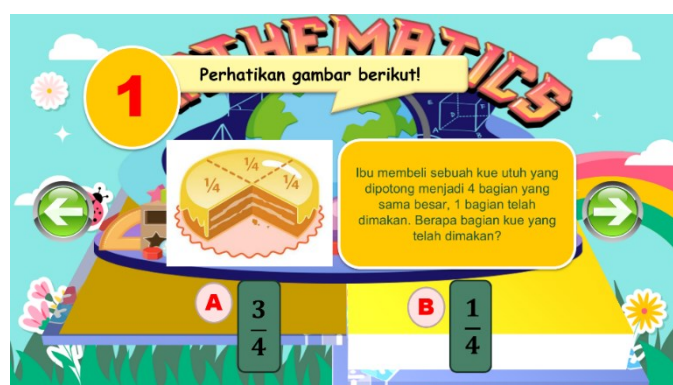 MATHEMATICS
1
Perhatikan gambar berikut!
1/4
1/4
1/4
Ibu membeli sebuah kue utuh yang
dipotong menjadi 4 bagian yang
sama besar, 1 bagian telah
dimakan. Berapa bagian kue yang
telah dimakan?
A
3/4
B
1/4